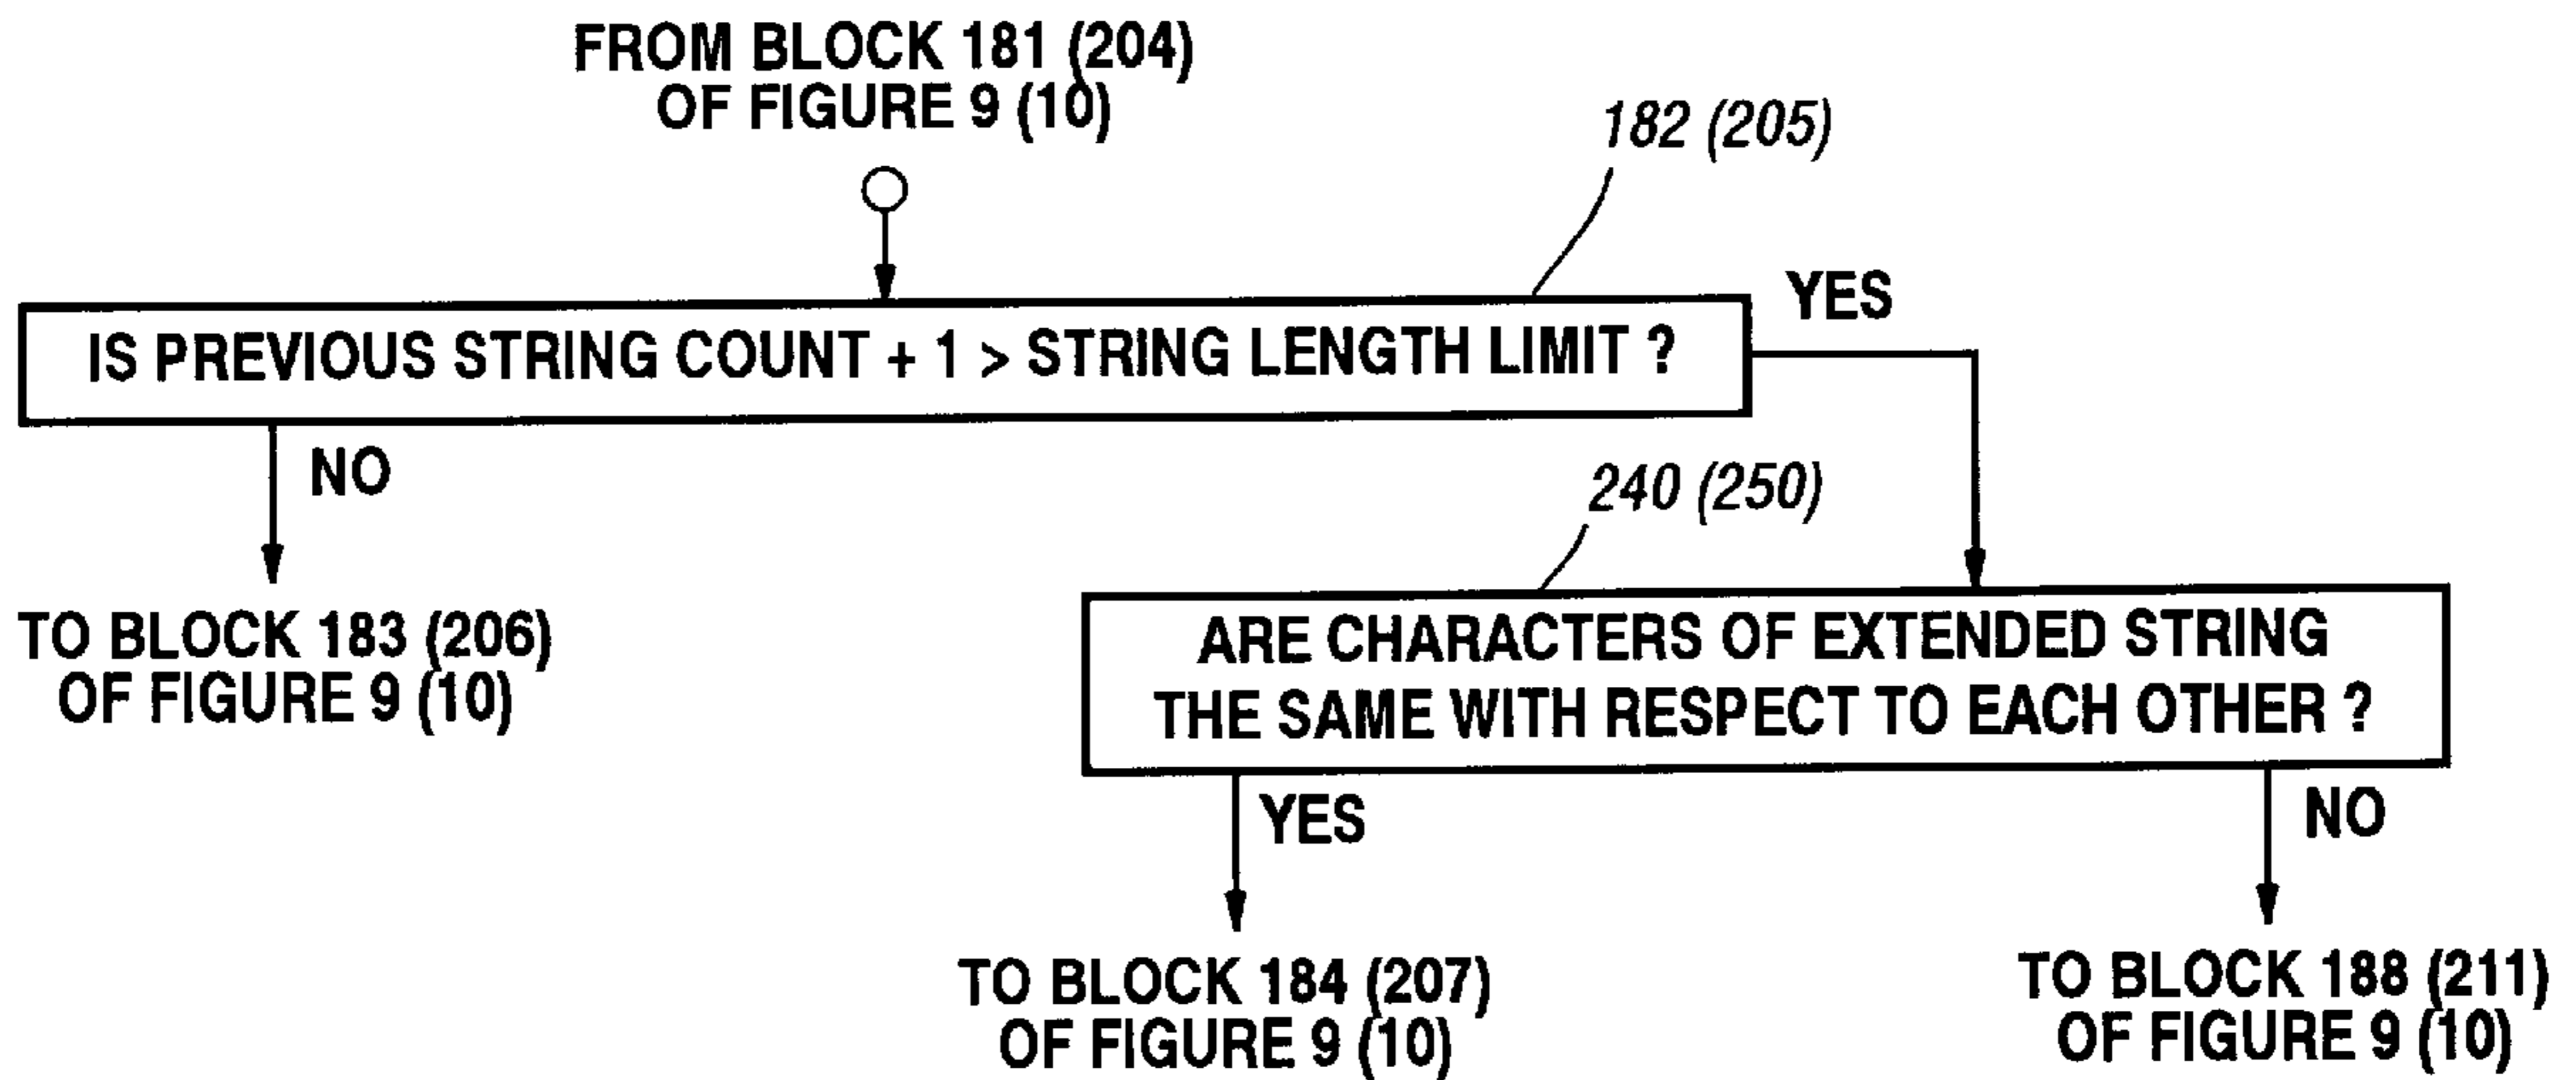 FROM BLOCK 181 (204)
OF FIGURE 9 (10)
182 (205)
IS PREVIOUS STRING COUNT + 1 > STRING LENGTH LIMIT ?
YES
NO
TO BLOCK 183 (206)
OF FIGURE 9 (10)
240 (250)
ARE CHARACTERS OF EXTENDED STRING
THE SAME WITH RESPECT TO EACH OTHER ?
YES
NO
TO BLOCK 184 (207)
OF FIGURE 9 (10)
TO BLOCK 188 (211)
OF FIGURE 9 (10)